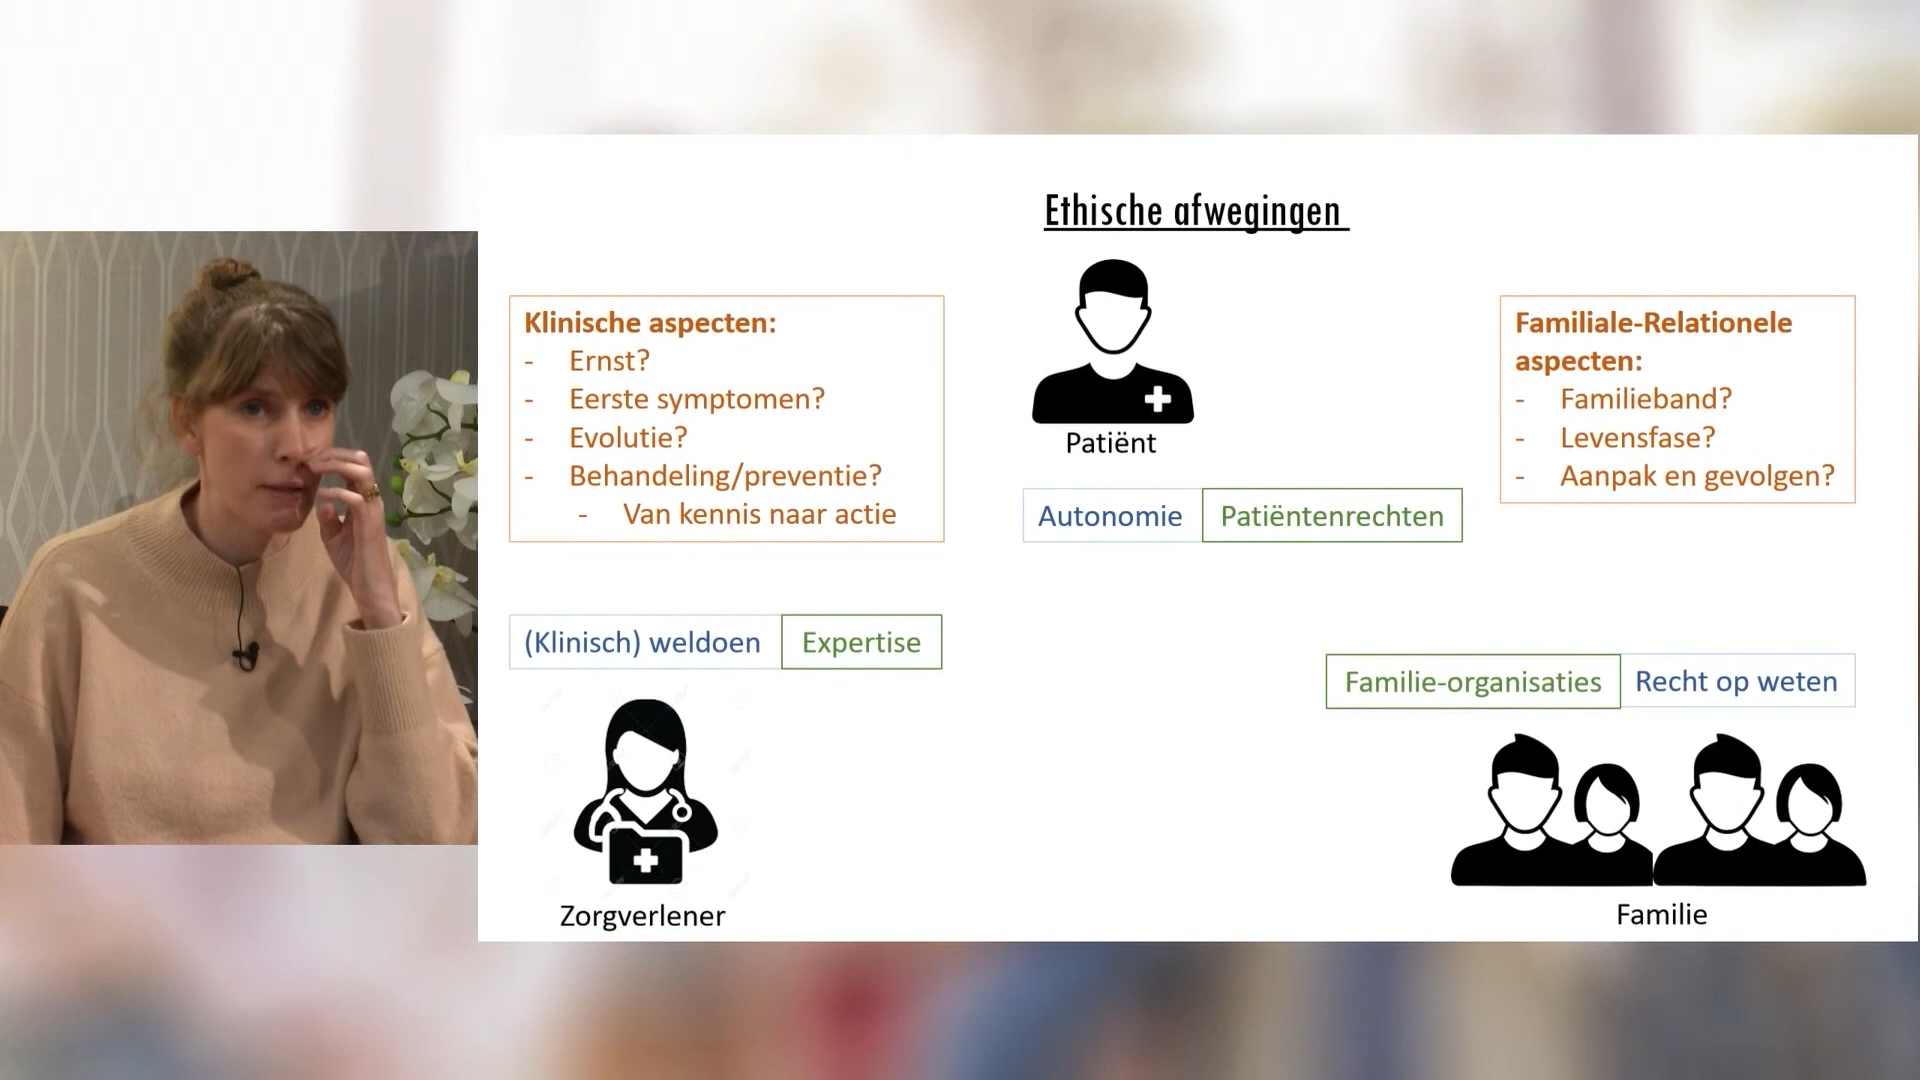 Ethische afwegingen
Klinische aspecten:
- Ernst?
- Eerste symptomen?
- Evolutie?
- Behandeling/preventie?
- Van kennis naar actie
Patiënt
Autonomie
Patiëntenrechten
Familiale-Relationele
aspecten:
- Familieband?
- Levensfase?
- Aanpak en gevolgen?
(Klinisch) weldoen
Expertise
Zorgverlener
Familie-organisaties
Recht op weten
Familie